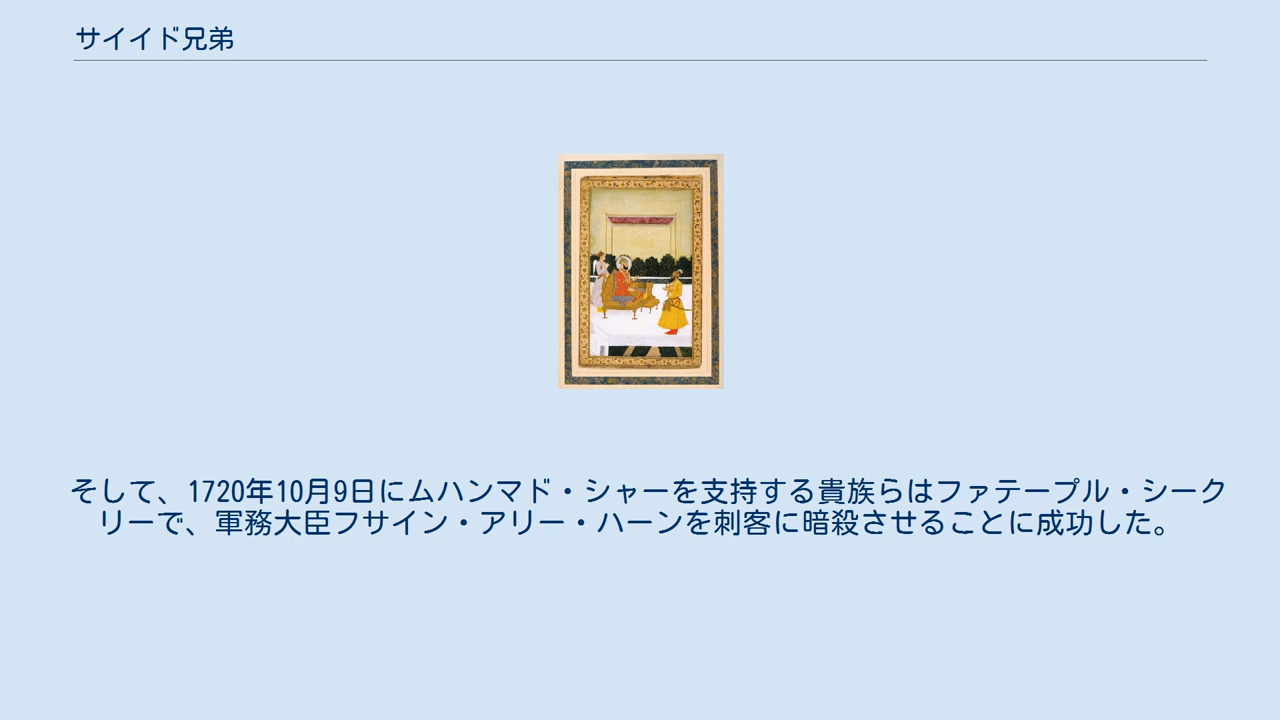 サイイド兄弟
そして、1720年10月9日にムハンマド・シャーを支持する貴族らはファテープル・シーク
リーで、軍務大臣フサイン・アリー・ハーンを刺客に暗殺させることに成功した。